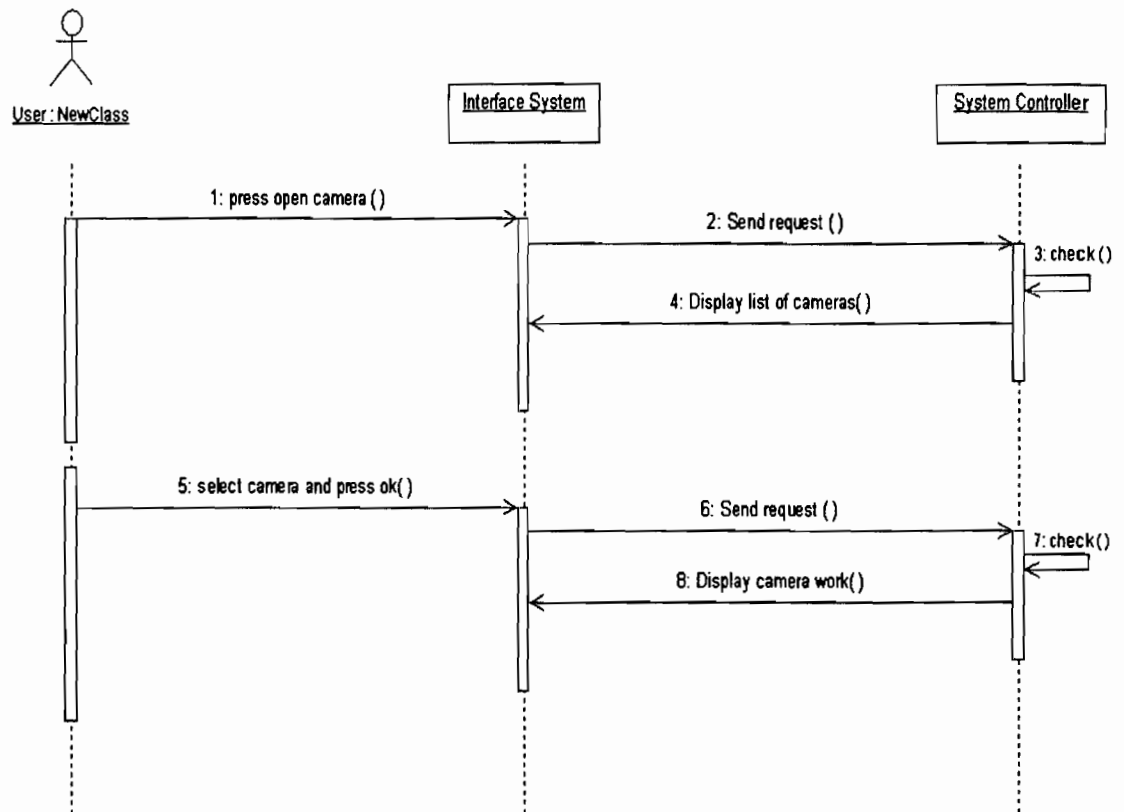 User : NewClass
Interface System
System Controller
1: press open camera ( )
2: Send request ( )
3: check ( )
4: Display list of cameras( )
5: select camera and press ok( )
6: Send request ( )
7: check ( )
8: Display camera work( )